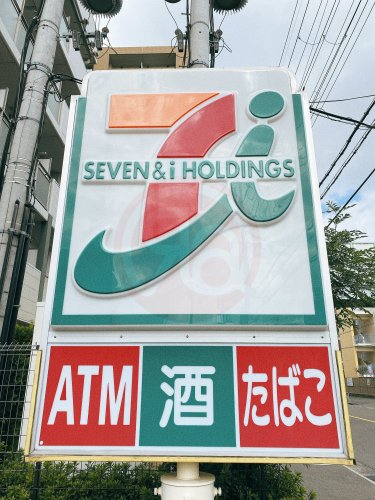 SEVEN & i HOLDINGS
ATM 酒 たばこ